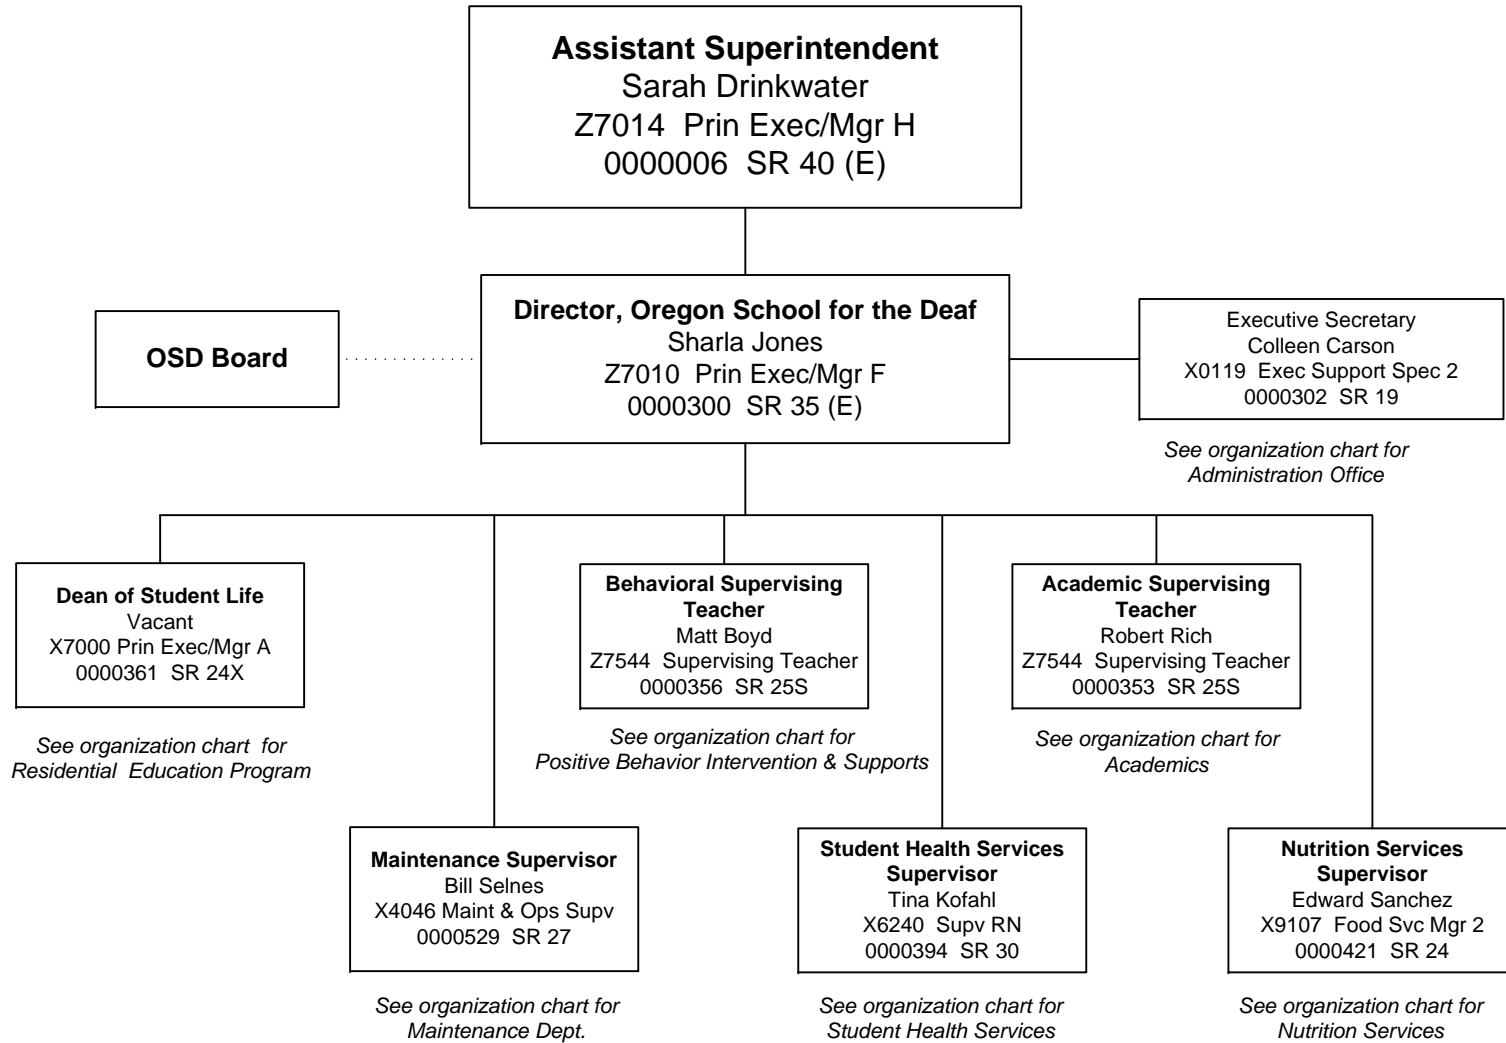 Assistant Superintendent
Sarah Drinkwater
Z7014 Prin Exec/Mgr H
0000006 SR 40 (E)
OSD Board
Director, Oregon School for the Deaf
Sharla Jones
Z7010 Prin Exec/Mgr F
0000300 SR 35 (E)
Executive Secretary
Colleen Carson
X0119 Exec Support Spec 2
0000302 SR 19
See organization chart for
Administration Office
Dean of Student Life
Vacant
X7000 Prin Exec/Mgr A
0000361 SR 24X
See organization chart for
Residential Education Program
Behavioral Supervising
Teacher
Matt Boyd
Z7544 Supervising Teacher
0000356 SR 25S
See organization chart for
Positive Behavior Intervention & Supports
Academic Supervising
Teacher
Robert Rich
Z7544 Supervising Teacher
0000353 SR 25S
See organization chart for
Academics
Maintenance Supervisor
Bill Selnes
X4046 Maint & Ops Supv
0000529 SR 27
See organization chart for
Maintenance Dept.
Student Health Services
Supervisor
Tina Kofahl
X6240 Supv RN
0000394 SR 30
See organization chart for
Student Health Services
Nutrition Services
Supervisor
Edward Sanchez
X9107 Food Svc Mgr 2
0000421 SR 24
See organization chart for
Nutrition Services